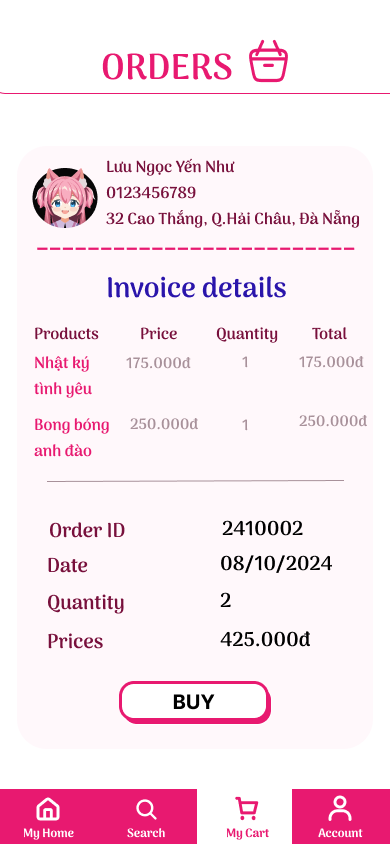 ORDERS
Lưu Ngọc Yến Như
0123456789
32 Cao Thắng, Q.Hải Châu, Đà Nẵng
Invoice details
Products Price Quantity Total
Nhật ký 175.000đ 1 175.000đ
tình yêu
Bong bóng 250.000đ 1 250.000đ
anh đào
Order ID 2410002
Date 08/10/2024
Quantity 2
Prices 425.000đ
BUY
My Home Search My Cart Account